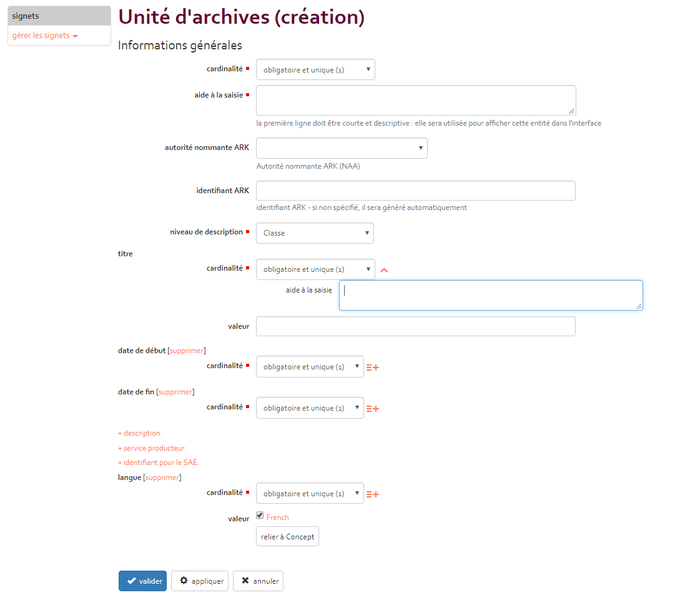 signets
gérer les signets
Unité d'archives (création)
Informations générales
cardinalité
obligatoire et unique (1)
aide à la saisie
la première ligne doit être courte et descriptive : elle sera utilisée pour afficher cette entité dans l'interface
autorité nommante ARK
Autorité nommante ARK (NAA)
identifiant ARK
identifiant ARK - si non spécifié, il sera généré automatiquement
niveau de description
Classe
titre
cardinalité
obligatoire et unique (1)
aide à la saisie
valeur
date de début [supprimer]
cardinalité
obligatoire et unique (1)
date de fin [supprimer]
cardinalité
obligatoire et unique (1)
+ description.
+ service producteur.
+ identifiant pour le SAE.
langue [supprimer]
cardinalité
obligatoire et unique (1)
valeur
French
relier à Concept
valider
appliquer
annuler